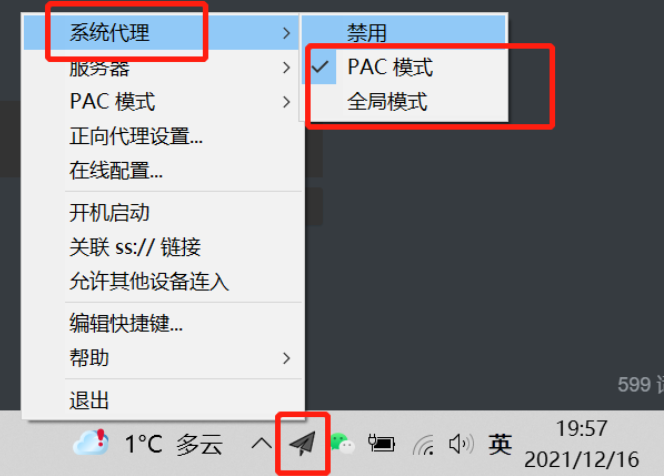 系统代理
禁用
服务器
PAC 模式
PAC 模式
全局模式
正向代理设置...
在线配置...
开机启动
关联 ss:// 链接
允许其他设备连入
编辑快捷键...
帮助
退出
599
1°C 多云
英
19:57
2021/12/16